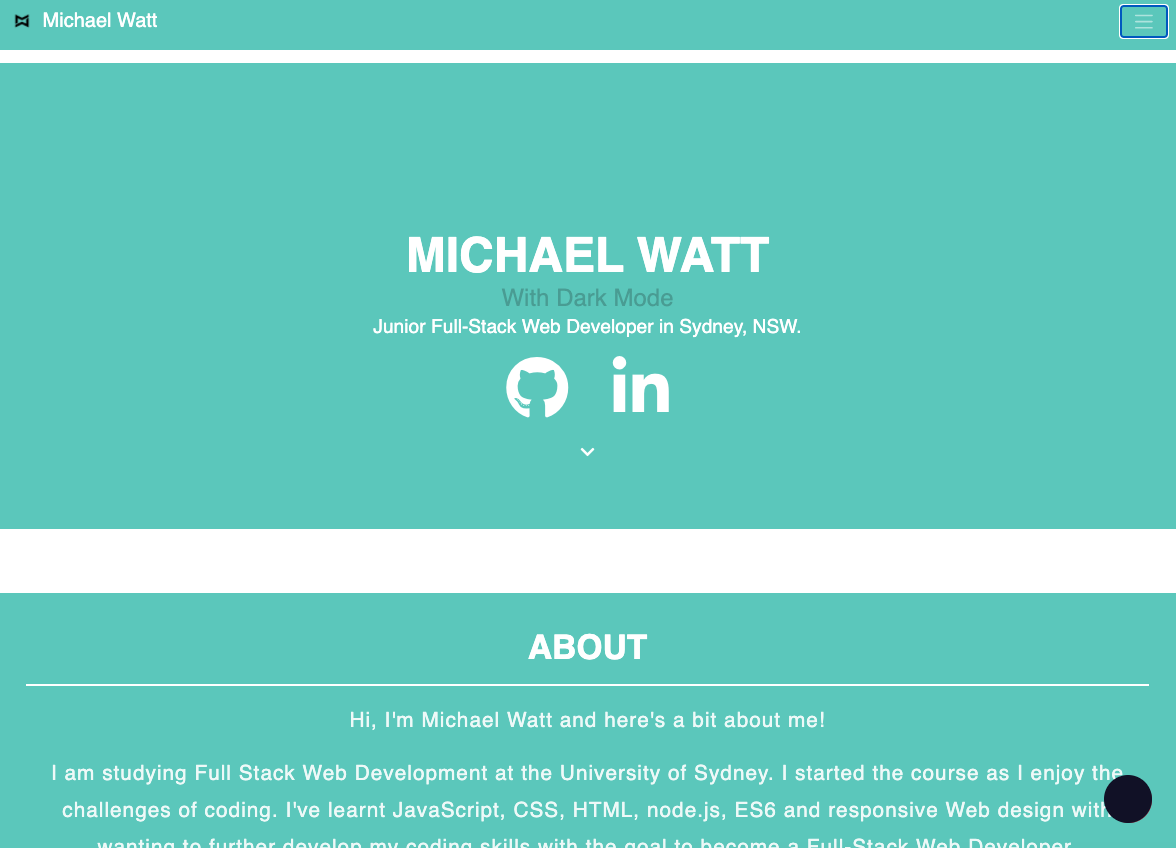 Michael Watt
MICHAEL WATT
With Dark Mode
Junior Full-Stack Web Developer in Sydney, NSW.
in
ABOUT
Hi, I'm Michael Watt and here's a bit about me!
I am studying Full Stack Web Development at the University of Sydney. I started the course as I enjoy the
challenges of coding. I've learnt JavaScript, CSS, HTML, node.js, ES6 and responsive Web design with
wanting to further develop my coding skills with the goal to become a Full-Stack Web Developer.